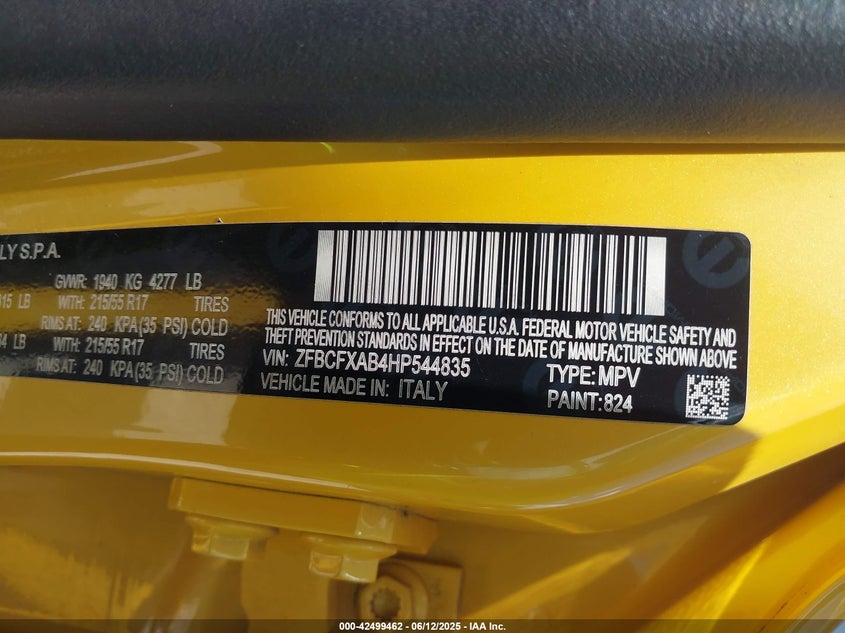 LY S.P.A.
GVWR: 1940 KG 4277 LB
815 LB WITH: 215/55 R17 TIRES
RIMS AT: 240 KPA(35 PSI) COLD
LB WITH: 215/55 R17 TIRES
RIMS AT: 240 KPA(35 PSI) COLD
THIS VEHICLE CONFORMS TO ALL APPLICABLE U.S.A. FEDERAL MOTOR VEHICLE SAFETY AND
THEFT PREVENTION STANDARDS IN EFFECT ON THE DATE OF MANUFACTURE SHOWN ABOVE
VIN: ZFBCFXAB4HP544835 TYPE: MPV
VEHICLE MADE IN: ITALY PAINT: 824
000-42499462 - 06/12/2025 - IAA Inc.